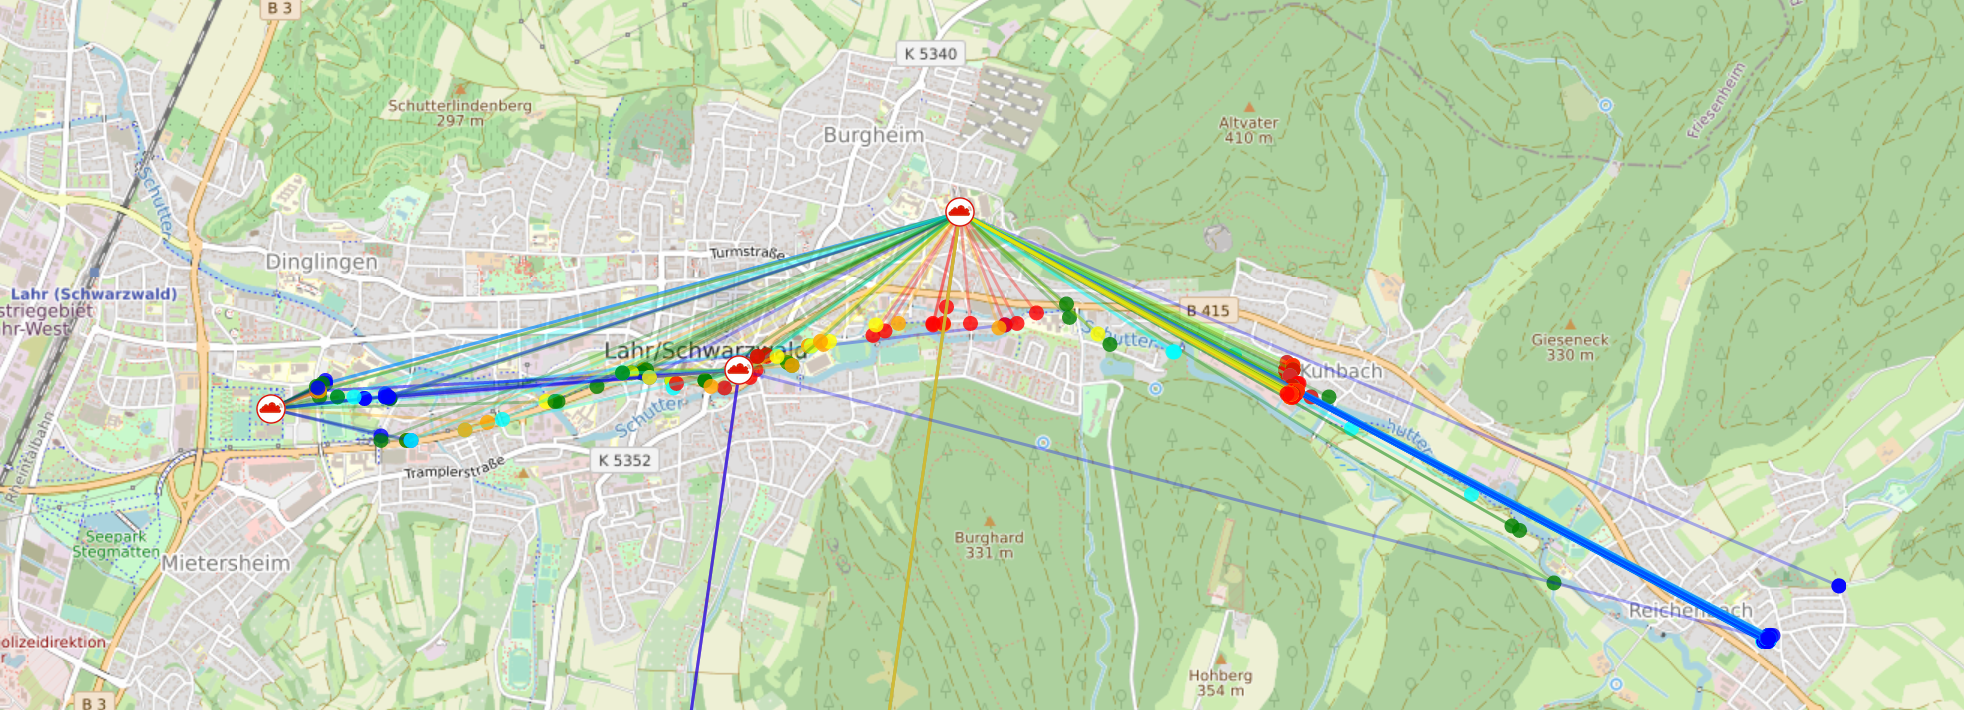 B 3
K 5340
Schutterlindenberg
297 m
Burgheim
Altvater
410 m
Friesenheim
Schutter
Turmstraße
Dinglingen
Lahr (Schwarzwald)
striegebiet
hr-West
B 415
Schutter
Gieseneck
330 m
Lahr/Schwarzwald
Kuhbach
Schutter
hutter
Rheintalbahn
K 5352
Tramplerstraße
Seepark
Stegmatten
Burghard
331 m
Mietersheim
Reichenbach
olizeidirektion
r
Hohberg
354 m
B 3